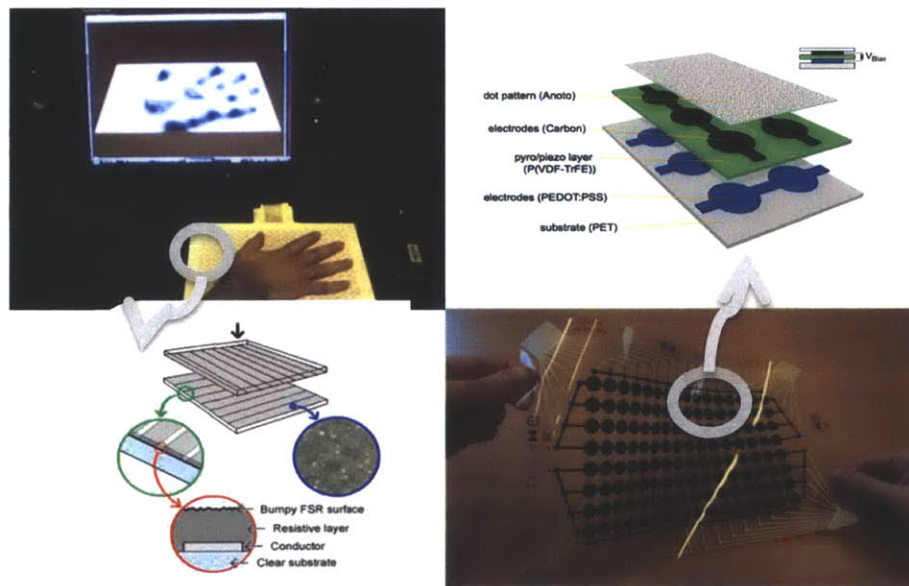 V Bias
dot pattern (Anoto)
electrodes (Carbon)
pyro/piezo layer
(P(VDF-TrFE))
electrodes (PEDOT:PSS)
substrate (PET)
Bumpy FSR surface
Resistive layer
Conductor
Clear substrate